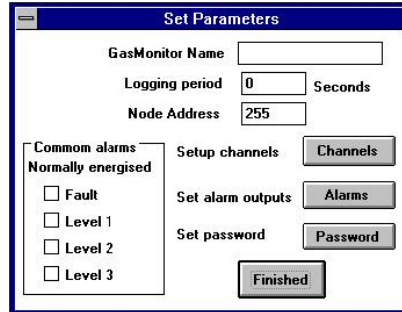 Set Parameters
GasMonitor Name
Logging period 0 Seconds
Node Address 255
Commom alarms
Normally energised
Fault
Level 1
Level 2
Level 3
Setup channels Channels
Set alarm outputs Alarms
Set password Password
Finished